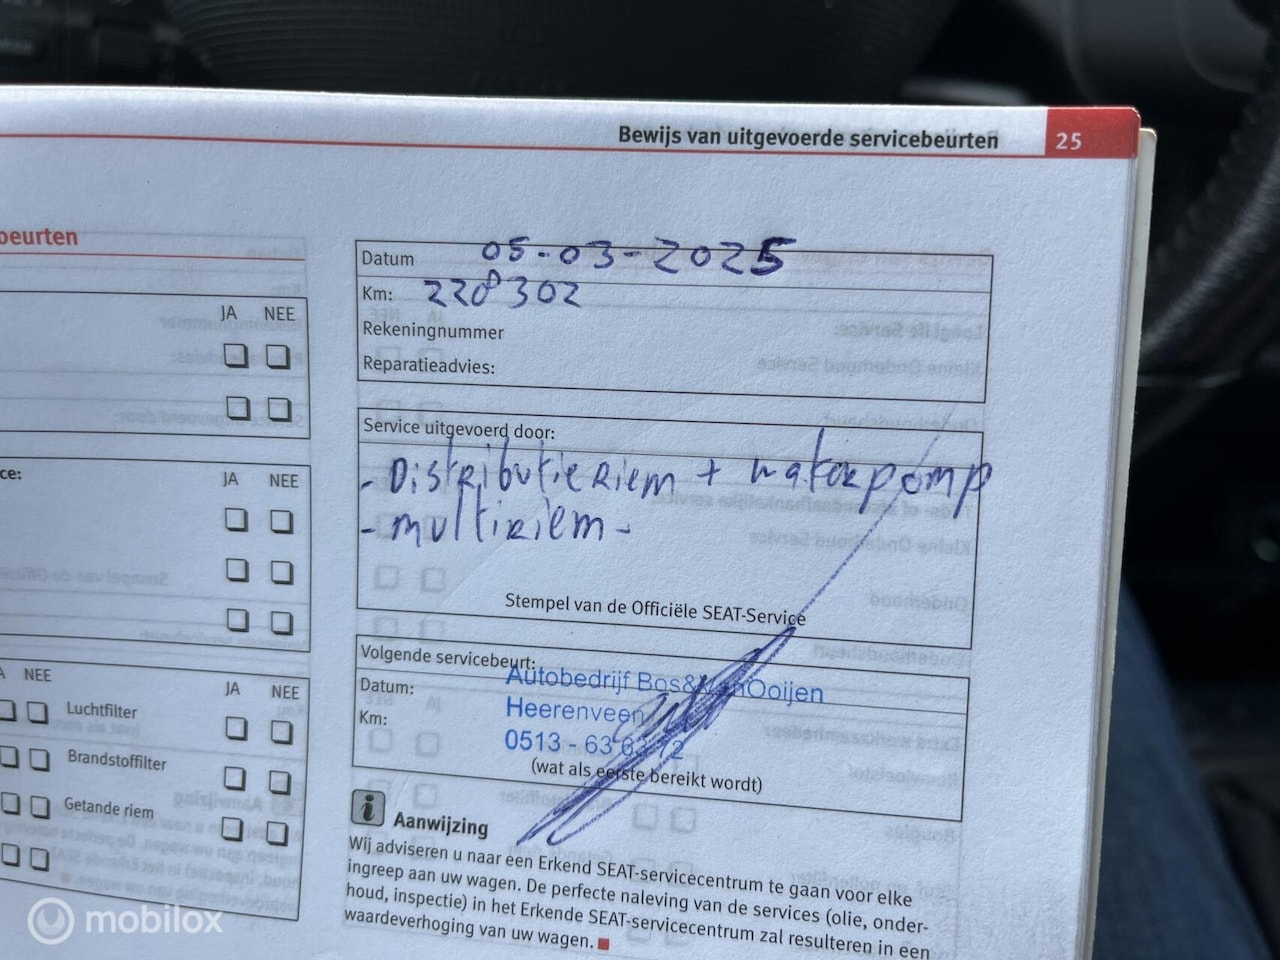 Bewijs van uitgevoerde servicebeurten 25
beurten
JA NEE
ce:
JA NEE
NEE
JA NEE
Luchtfilter
Brandstoffilter
Getande riem
Datum 05-03-2025
Km: 228302
Rekeningnummer
Reparatieadvies:
Service uitgevoerd door:
- Distributieriem + waterpomp
- multiriem -
Stempel van de Officiële SEAT-Service
Volgende servicebeurt:
Autobedrijf Bos&VanOoijen
Datum:
Heerenveen
Km:
0513 - 63 63 72
(wat als eerste bereikt wordt)
i Aanwijzing
Wij adviseren u naar een Erkend SEAT-servicecentrum te gaan voor elke
ingreep aan uw wagen. De perfecte naleving van de services (olie, onder-
houd, inspectie) in het Erkende SEAT-servicecentrum zal resulteren in een
waardeverhoging van uw wagen.
mobilox